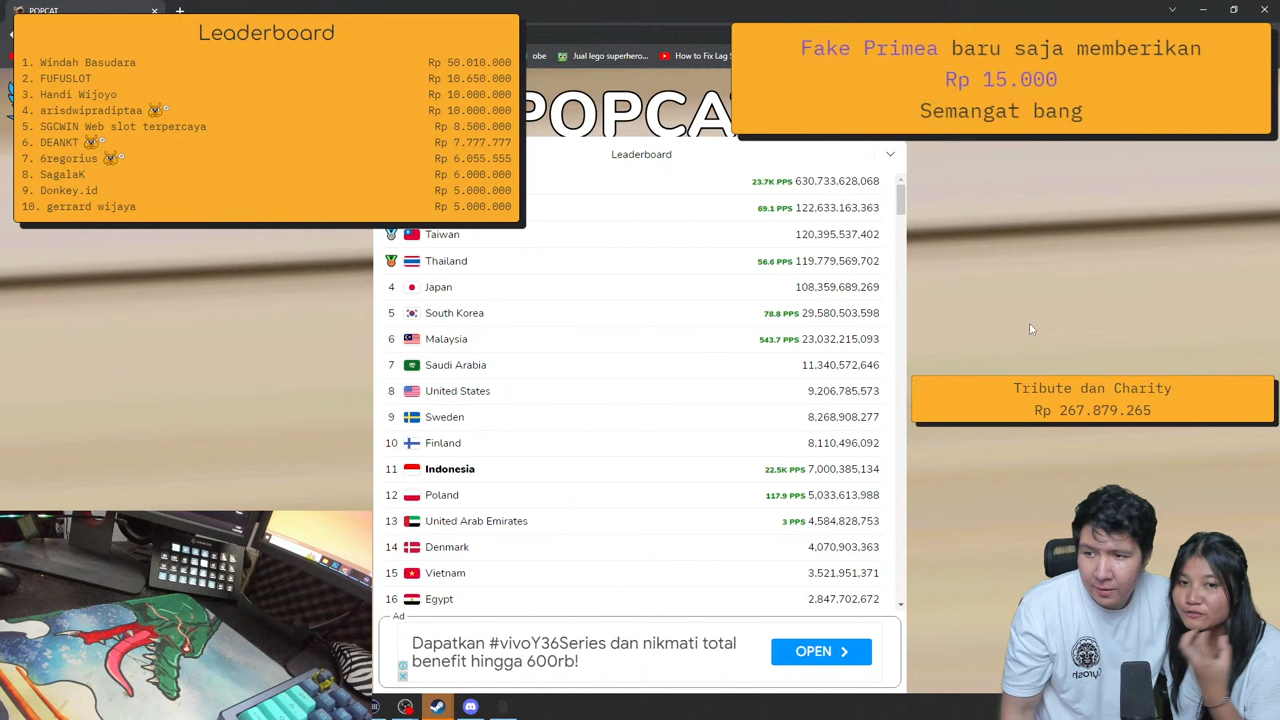 POPCAT
Leaderboard
1. Windah Basudara Rp 50.010.000
2. FUFUSLOT Rp 10.650.000
3. Handi Wijoyo Rp 10.000.000
4. arisdwipradiptaa Rp 10.000.000
5. SGCWIN Web slot terpercaya Rp 8.500.000
6. DEANKT Rp 7.777.777
7. 6regorius Rp 6.055.555
8. SagalaK Rp 6.000.000
9. Donkey.id Rp 5.000.000
10. gerrard wijaya Rp 5.000.000
obe Jual lego superhero... How to Fix Lag S
Fake Primea baru saja memberikan
Rp 15.000
Semangat bang
POPCA
Leaderboard
23.7K PPS 630,733,628,068
69.1 PPS 122,633,163,363
Taiwan 120,395,537,402
Thailand 56.6 PPS 119,779,569,702
4 Japan 108,359,689,269
5 South Korea 78.8 PPS 29,580,503,598
6 Malaysia 543.7 PPS 23,032,215,093
7 Saudi Arabia 11,340,572,646
8 United States 9,206,785,573
9 Sweden 8,268,908,277
10 Finland 8,110,496,092
11 Indonesia 22.5K PPS 7,000,385,134
12 Poland 117.9 PPS 5,033,613,988
13 United Arab Emirates 3 PPS 4,584,828,753
14 Denmark 4,070,903,363
15 Vietnam 3,521,951,371
16 Egypt 2,847,702,672
Tribute dan Charity
Rp 267.879.265
Ad
Dapatkan #vivoY36Series dan nikmati total
benefit hingga 600rb!
OPEN